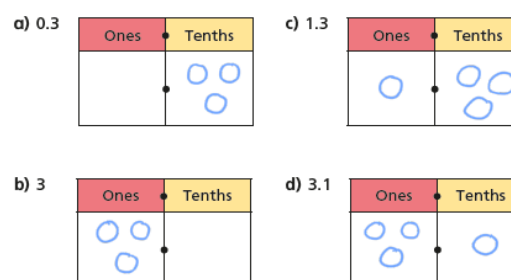 a) 0.3
Ones Tenths
b) 3
Ones Tenths
c) 1.3
Ones Tenths
d) 3.1
Ones Tenths